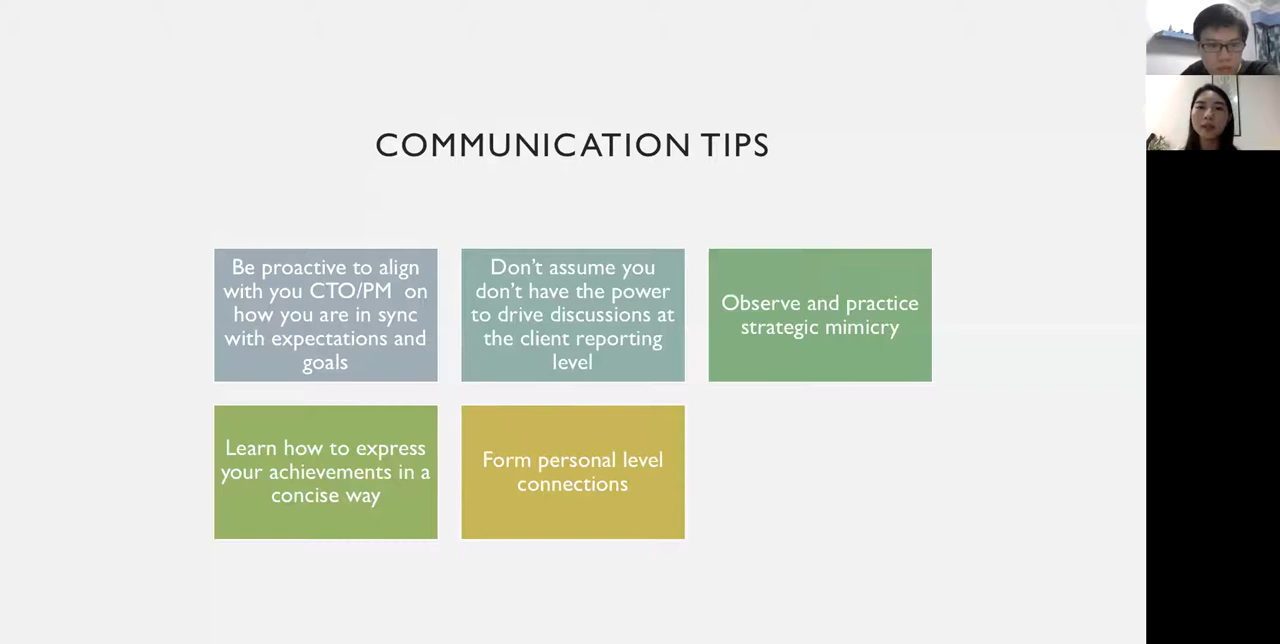 COMMUNICATION TIPS
Be proactive to align
with you CTO/PM on
how you are in sync
with expectations and
goals
Don't assume you
don't have the power
to drive discussions at
the client reporting
level
Observe and practice
strategic mimicry
Learn how to express
your achievements in a
concise way
Form personal level
connections